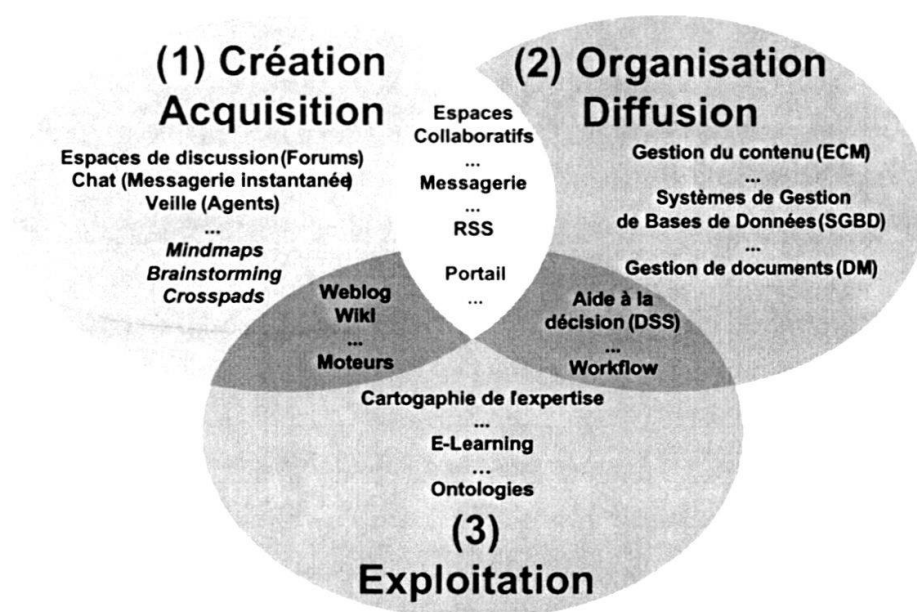 (1) Création
Acquisition
Espaces de discussion (Forums)
Chat (Messagerie instantanée)
Veille (Agents)
...
Mindmaps
Brainstorming
Crosspads
Espaces
Collaboratifs
...
Messagerie
...
RSS
Portail
...
(2) Organisation
Diffusion
Gestion du contenu (ECM)
...
Systèmes de Gestion
de Bases de Données (SGBD)
...
Gestion de documents (DM)
Weblog
Wiki
...
Moteurs
Aide à la
décision (DSS)
...
Workflow
Cartogaphie de l'expertise
...
E-Learning
...
Ontologies
(3)
Exploitation